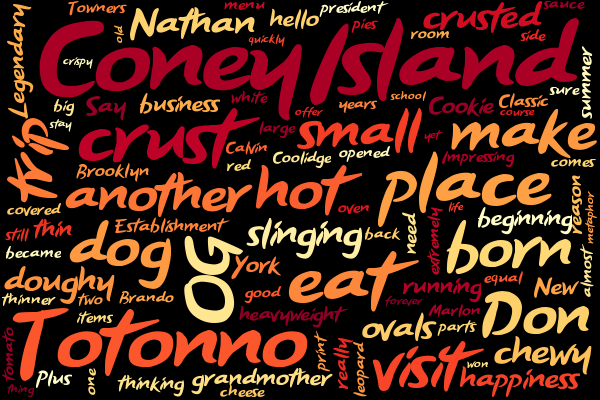 Towners
menu
president
sauce
Legendary
old
Nathan
hello
pies
crusted
quickly
room
side
Coney Island
crispy
sure
summer
big
Say
business
white
offer
years
school
Cookie
Classic
course
stay
trip
crust
large
small
yet
make
Calvin
Coolidge
opened
Impressing
comes
Brooklyn
red
another
hot
oven
place
reason
metaphor
covered
still
thin
Establishment
slinging
back
need
extremely
life
beginning
became
dog
OG
York
born
almost
doughy
eat
running
equal
New
thinner
two
Brando
good
forever
heavyweight
Marlon
Don
items
Totonno
ovals
parts
chewy
tomato
print
really
leopard
visit
won
happiness
thing
Plus
one
thinking
grandmother
cheese